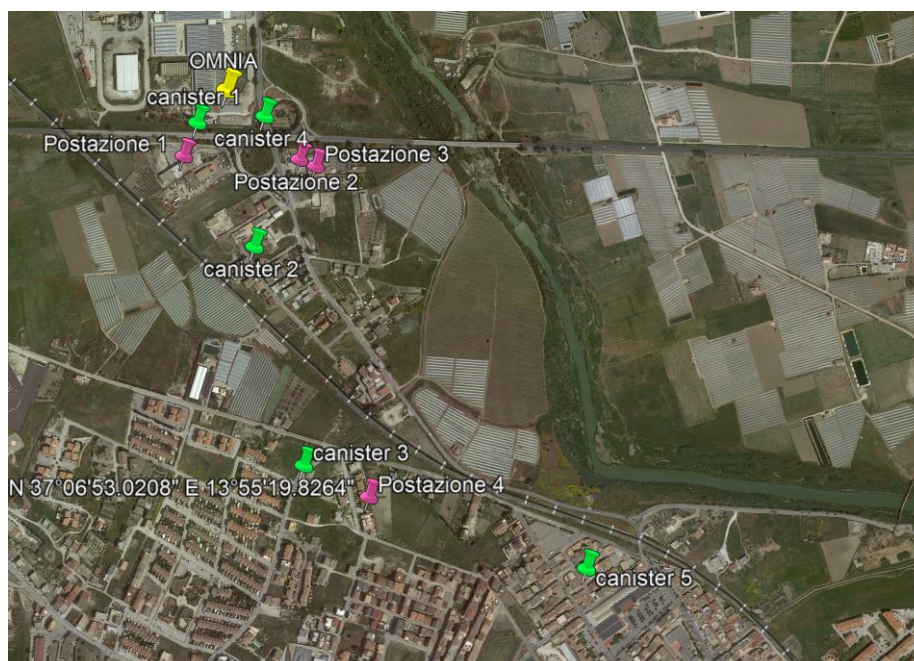 OMNIA
canister 1
canister 4
Postazione 1
Postazione 3
Postazione 2
canister 2
canister 3
N 37°06'53.0208" E 13°55'19.8264"
Postazione 4
canister 5